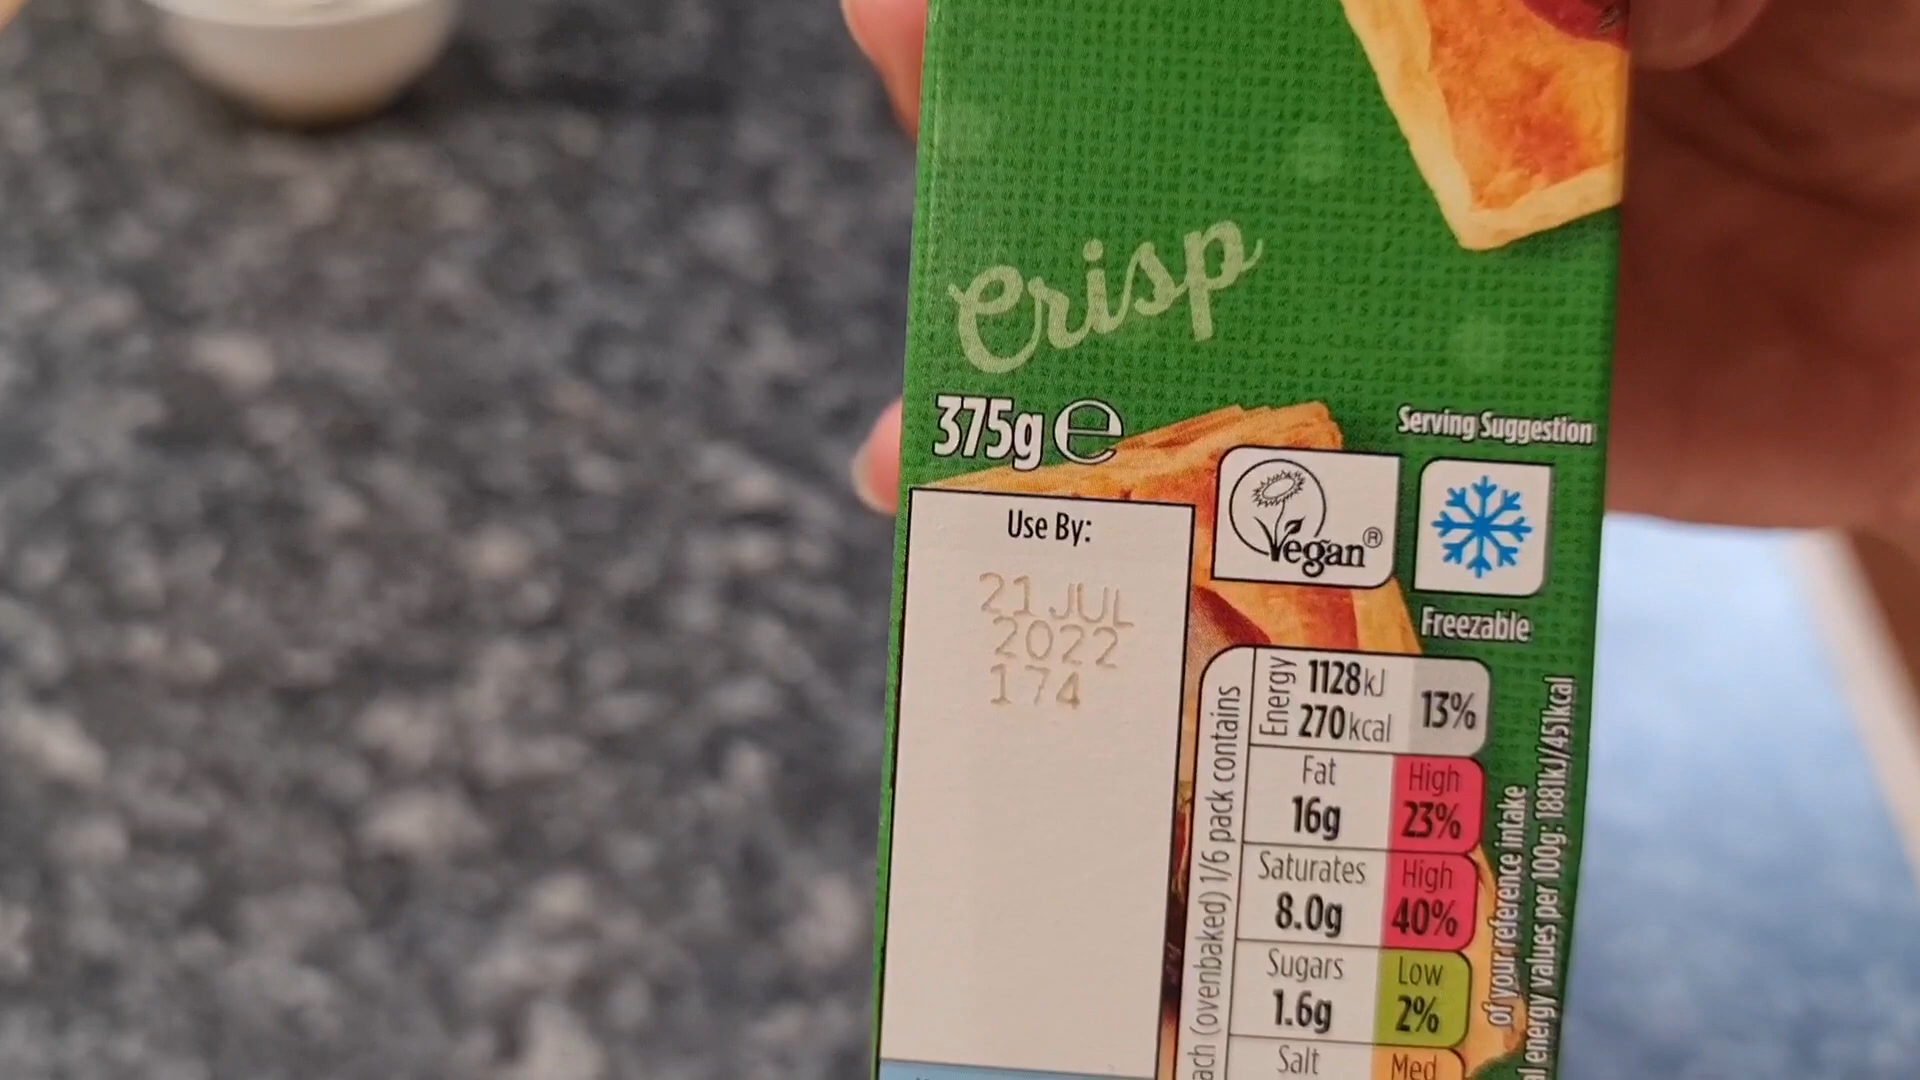 Crisp
375g e
Serving Suggestion
Use By:
21 JUL
2022
174
Vegan®
Freezable
ach (ovenbaked) 1/6 pack contains
Energy
1128kJ
270kcal
13%
Fat
16g
High
23%
Saturates
8.0g
High
40%
Sugars
1.6g
Low
2%
Salt
Med
of your reference intake
energy values per 100g: 1881kJ/451kcal